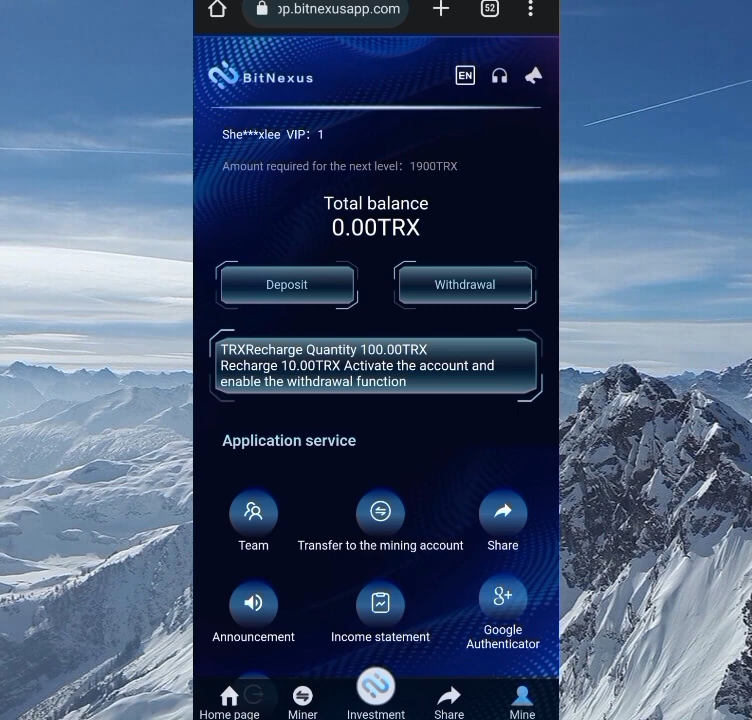 op.bitnexusapp.com
52
BitNexus
EN
She***xlee VIP: 1
Amount required for the next level: 1900TRX
Total balance
0.00TRX
Deposit
Withdrawal
TRXRecharge Quantity 100.00TRX
Recharge 10.00TRX Activate the account and
enable the withdrawal function
Application service
Team
Transfer to the mining account
Share
Announcement
Income statement
8+
Google
Authenticator
Home page
Miner
Investment
Share
Mine